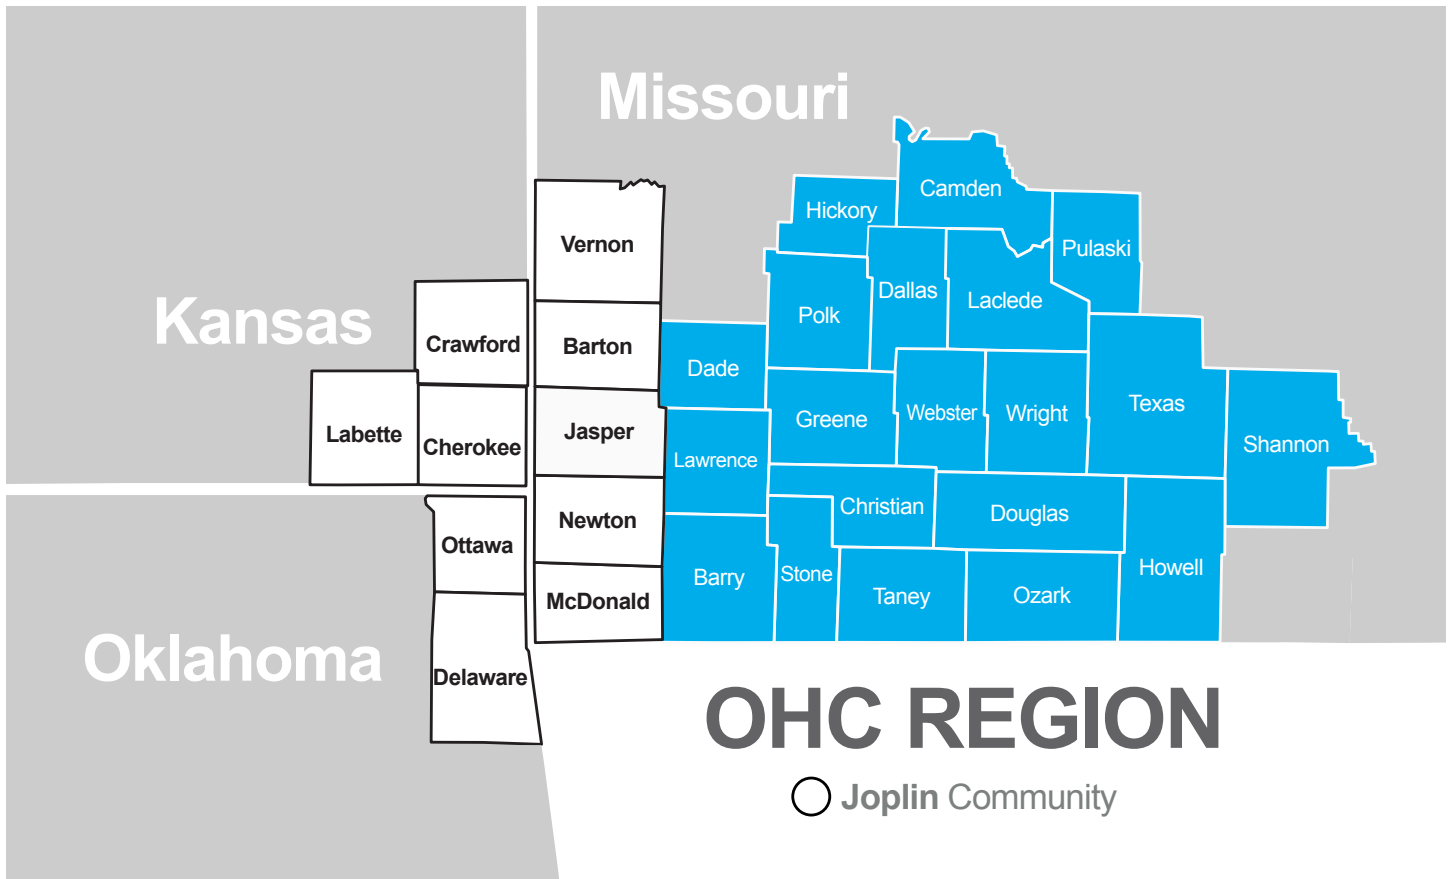 Missouri
Camden
Hickory
Vernon
Pulaski
Dallas
Laclede
Kansas
Polk
Crawford
Barton
Dade
Texas
Webster
Wright
Greene
Labette
Cherokee
Jasper
Shannon
Lawrence
Christian
Douglas
Newton
Ottawa
Howell
Barry
Stone
Taney
Ozark
McDonald
Oklahoma
Delaware
OHC REGION
Joplin Community